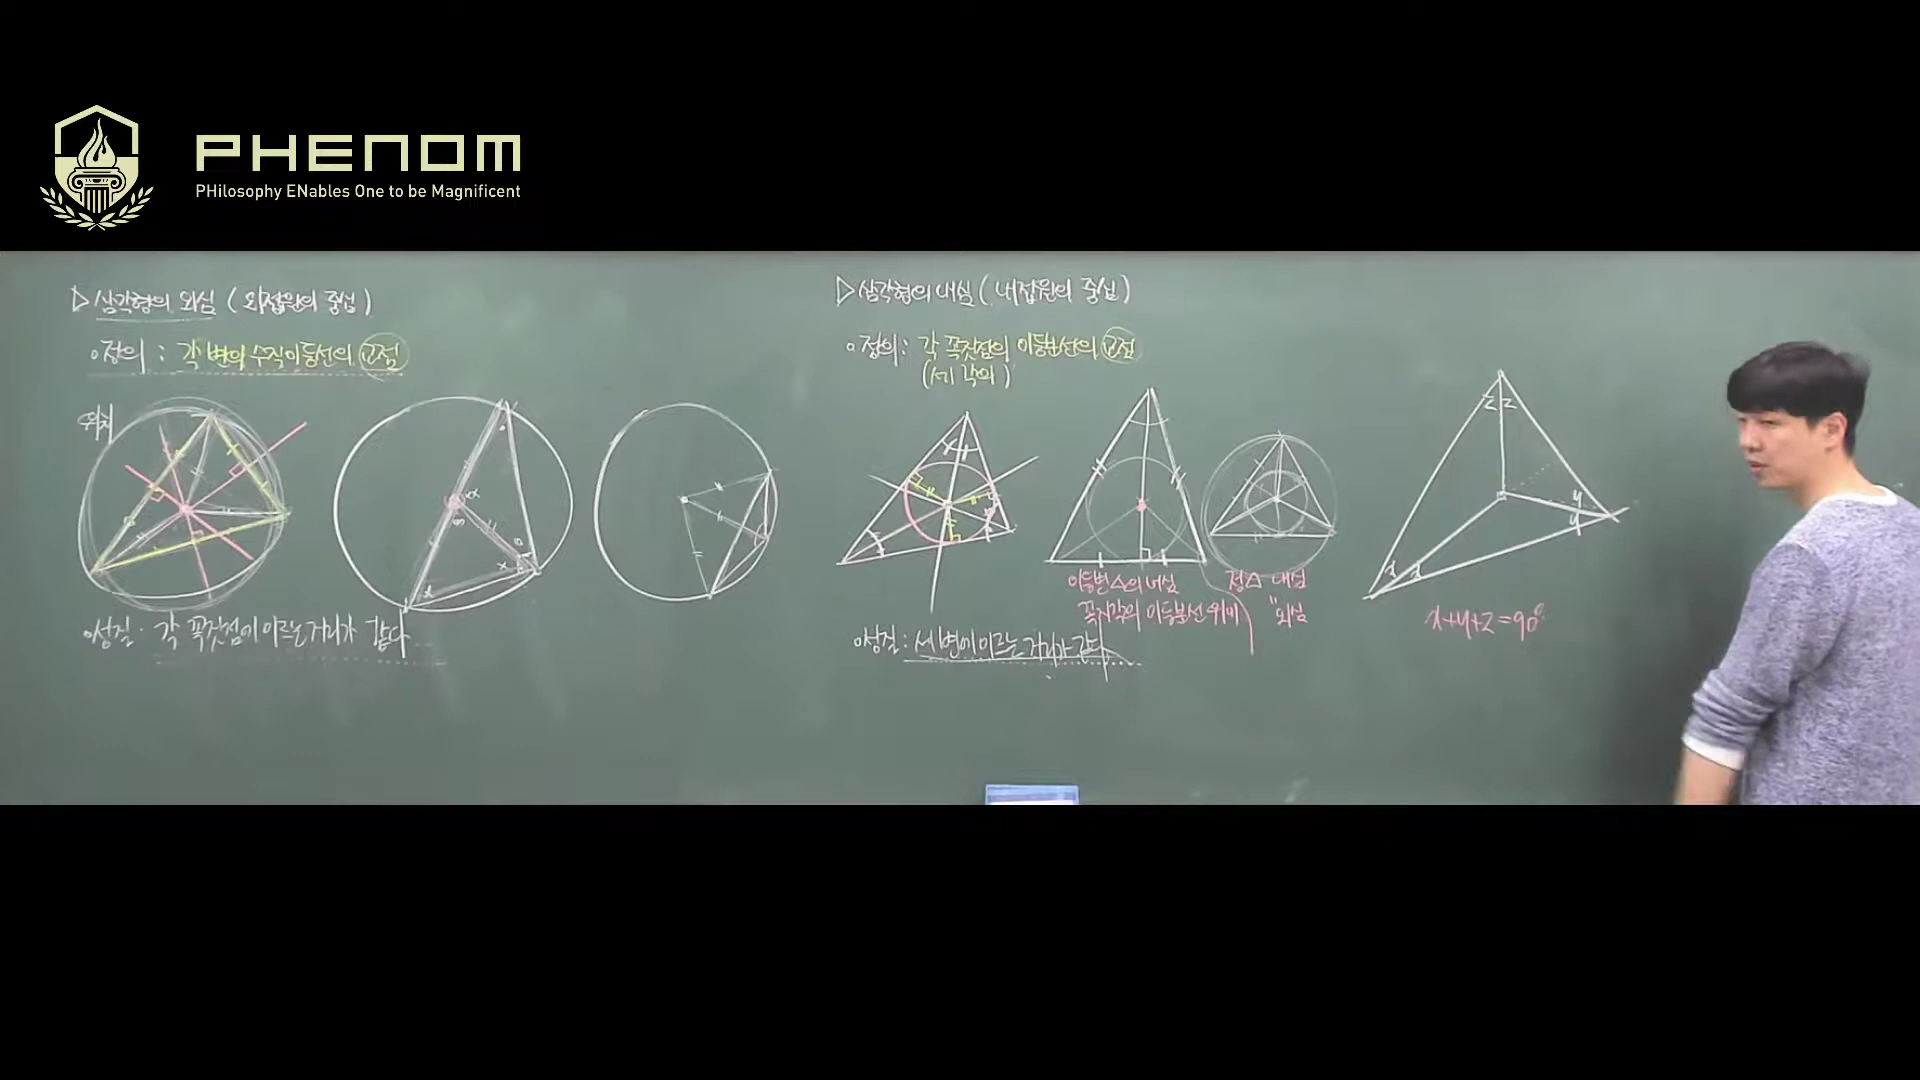 PHENOM
PHilosophy ENables One to be Magnificent
▷삼각형의 외심 (외접원의 중심)
정의 : 각 변의 수직이등분선의 교점
위치
성질 : 각 꼭짓점에 이르는 거리가 같다
▷삼각형의 내심 (내접원의 중심)
정의 : 각 꼭짓점의 이등분선의 교점
(세 각의)
이등변△의 내심
꼭지각의 이등분선 위에
정△ 내심
"외심
성질 : 세 변에 이르는 거리가 같다
z z
y
y
x x
x+y+z=90°